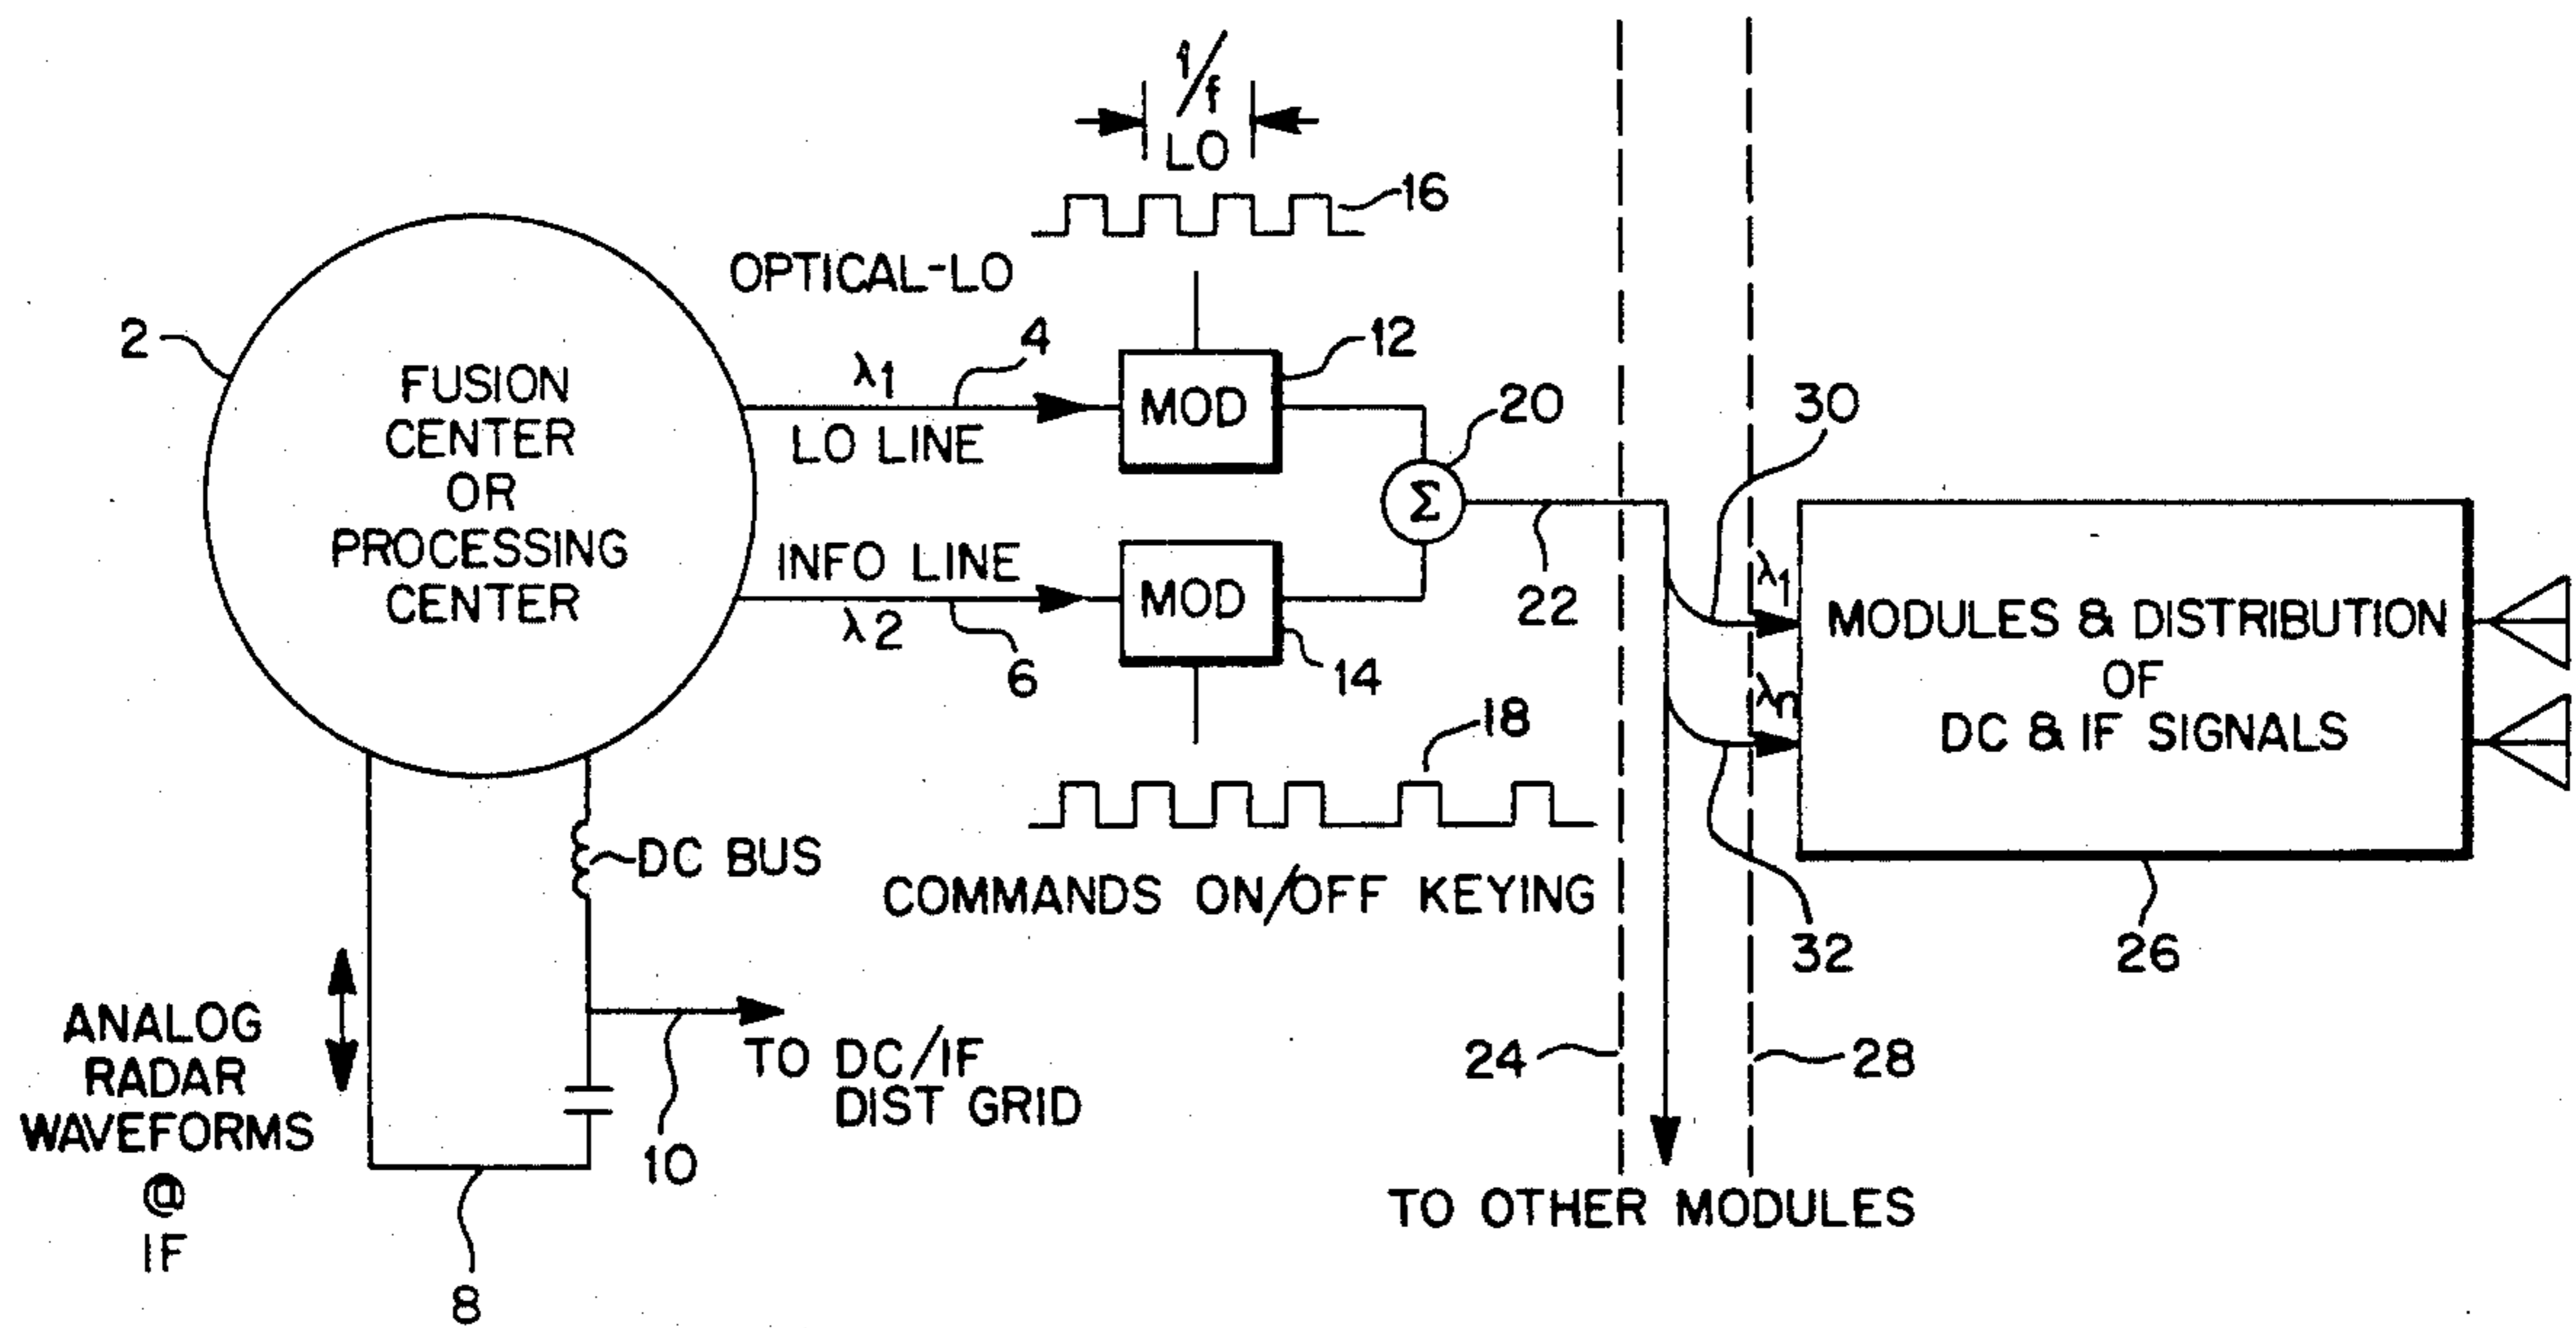 1/f
LO
16
OPTICAL-LO
2
λ1
4
12
LO LINE
MOD
20
30
FUSION
CENTER
OR
PROCESSING
CENTER
Σ
INFO LINE
λ2
6
MOD
14
22
λ1
λn
MODULES & DISTRIBUTION
OF
DC & IF SIGNALS
18
DC BUS
COMMANDS ON/OFF KEYING
32
26
ANALOG
RADAR
WAVEFORMS
@
IF
TO DC/IF
DIST GRID
10
24
28
8
TO OTHER MODULES